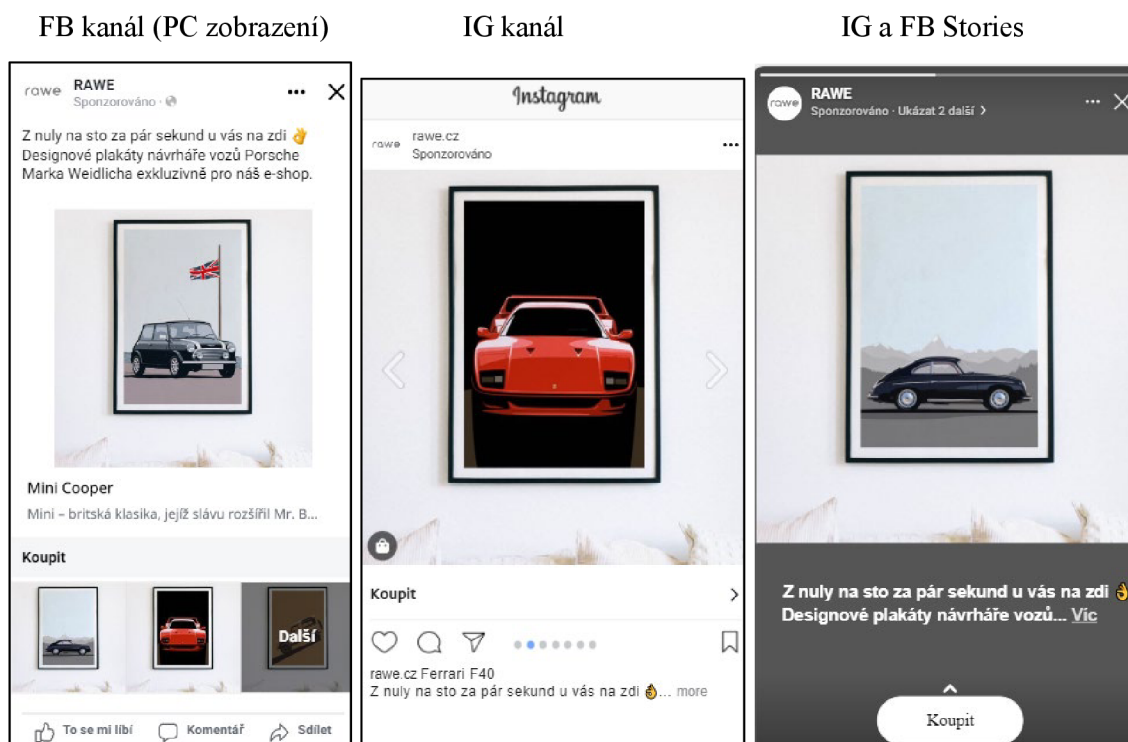 FB kanál (PC zobrazení)
IG kanál
IG a FB Stories
rawe
RAWE
Sponzorováno ·
Z nuly na sto za pár sekund u vás na zdi 👌
Designové plakáty návrháře vozů Porsche
Marka Weidlicha exkluzivně pro náš e-shop.
Mini Cooper
Mini – britská klasika, jejíž slávu rozšířil Mr. B...
Koupit
Další
To se mi líbí
Komentář
Sdílet
Instagram
rawe
rawe.cz
Sponzorováno
Koupit
rawe.cz Ferrari F40
Z nuly na sto za pár sekund u vás na zdi 👌... more
rawe
RAWE
Sponzorováno · Ukázat 2 další >
Z nuly na sto za pár sekund u vás na zdi 👌
Designové plakáty návrháře vozů... Víc
Koupit